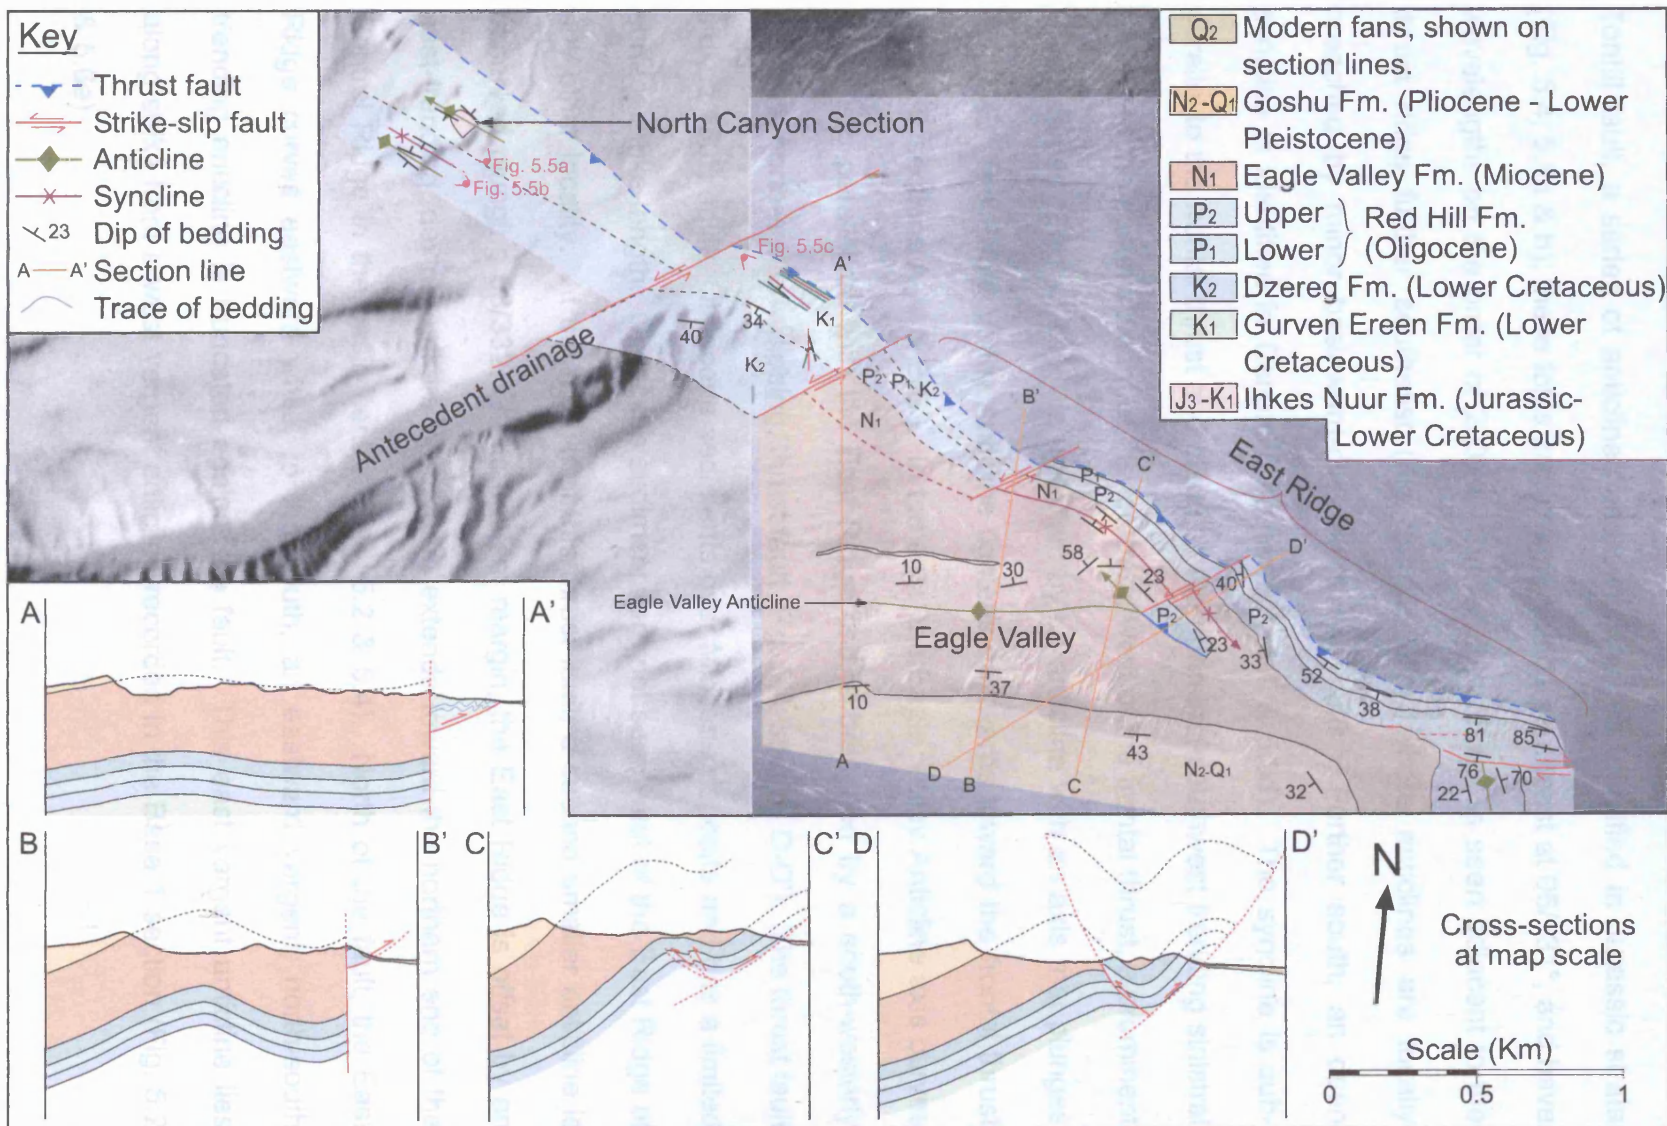 Key
Thrust fault
Strike-slip fault
Anticline
Syncline
23 Dip of bedding
A A' Section line
Trace of bedding
North Canyon Section
Fig. 5.5a
Fig. 5.5b
Fig. 5.5c
Q2 Modern fans, shown on
section lines.
N2-Q1 Goshu Fm. (Pliocene - Lower
Pleistocene)
N1 Eagle Valley Fm. (Miocene)
P2 Upper
P1 Lower
Red Hill Fm.
(Oligocene)
K2 Dzereg Fm. (Lower Cretaceous)
K1 Gurven Ereen Fm. (Lower
Cretaceous)
J3-K1 Ihkes Nuur Fm. (Jurassic-
Lower Cretaceous)
A'
34
K1
40
K2
Antecedent drainage
P2
P1
K2
N1
B'
C'
East Ridge
P1
P2
N1
D'
58
10
30
23
40
Eagle Valley Anticline
P2
P2
Eagle Valley
23
33
52
37
10
38
81
85
43
N2-Q1
76
70
22
32
A
D
B
C
A
A'
B
B'
C
C'
D
D'
N
Cross-sections
at map scale
Scale (Km)
0
0.5
1